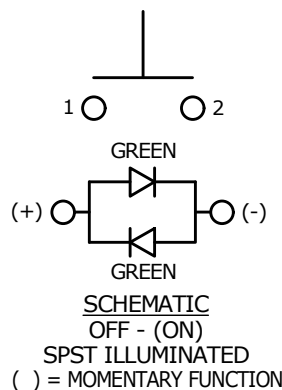 1 2
GREEN
(+) (-)
GREEN
SCHEMATIC
OFF - (ON)
SPST ILLUMINATED
( ) = MOMENTARY FUNCTION